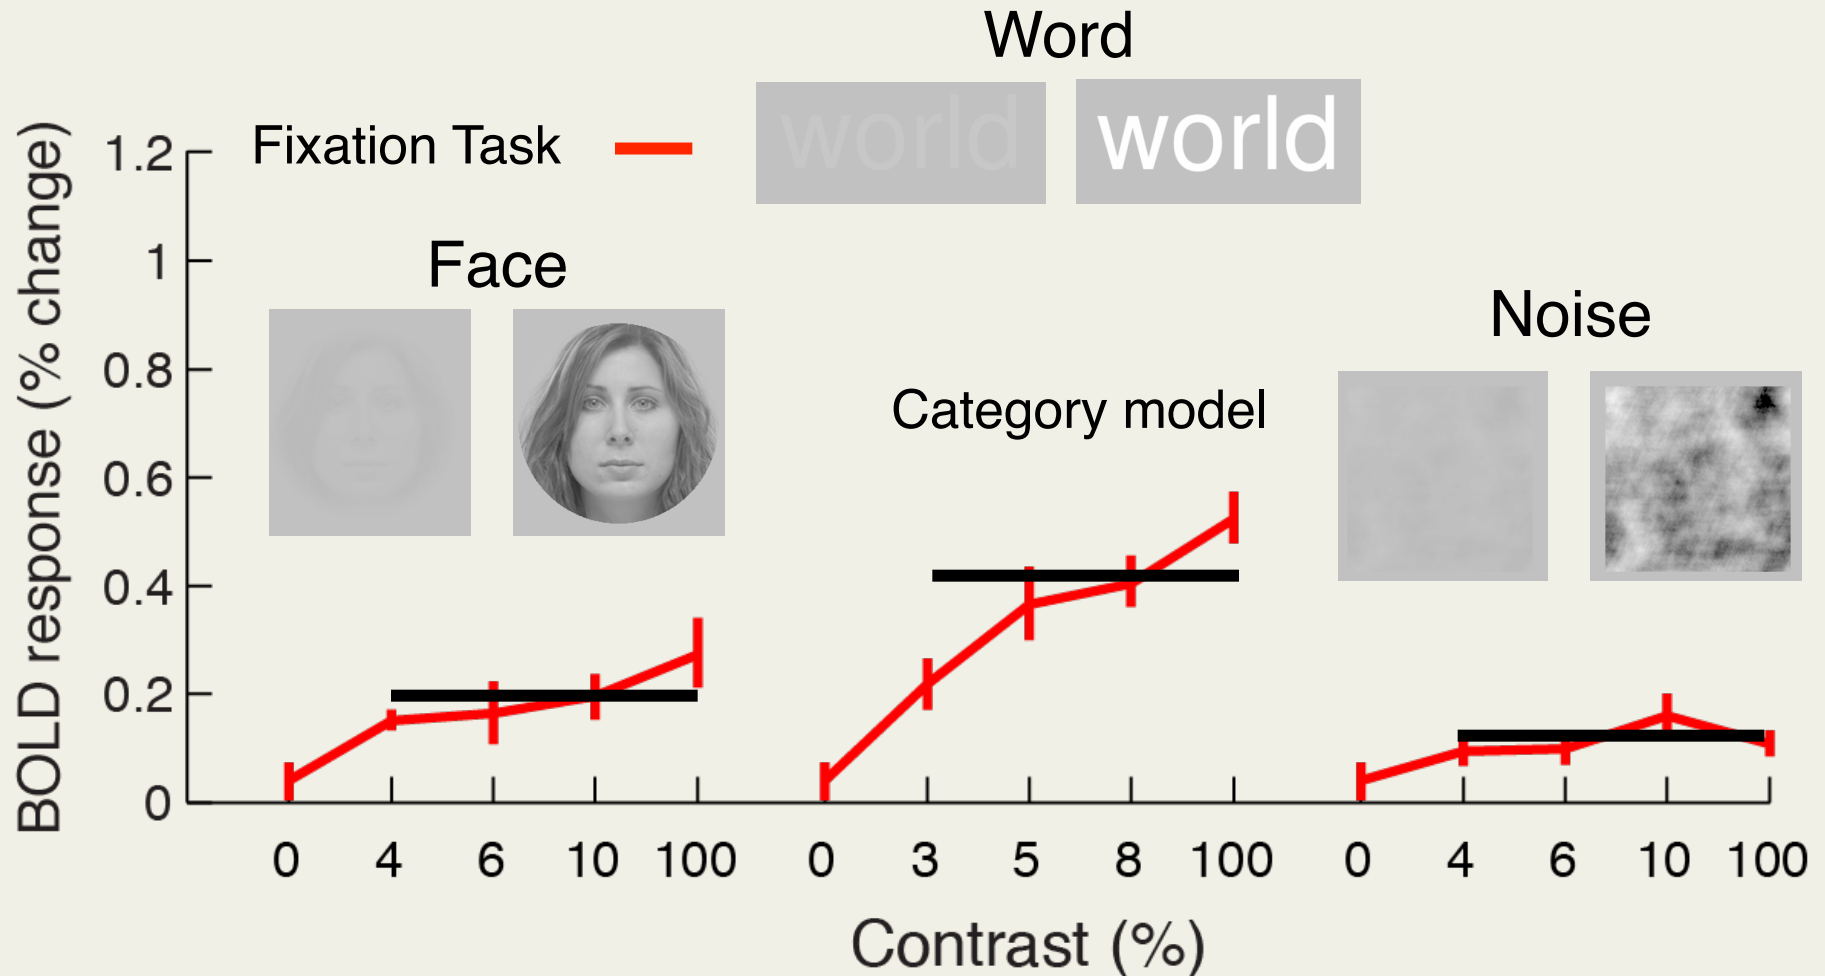 Word
world world
Fixation Task
Face
Noise
Category model
BOLD response (% change)
1.2
1
0.8
0.6
0.4
0.2
0
0 4 6 10 100 0 3 5 8 100 0 4 6 10 100
Contrast (%)